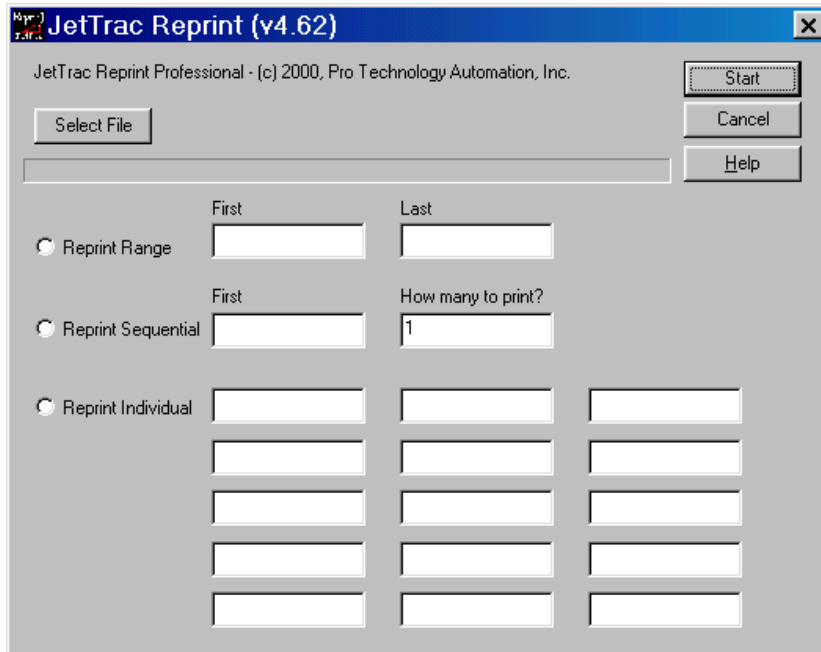 JetTrac Reprint (v4.62)
JetTrac Reprint Professional - (c) 2000, Pro Technology Automation, Inc.
Start
Select File
Cancel
Help
First Last
Reprint Range
First How many to print?
Reprint Sequential 1
Reprint Individual